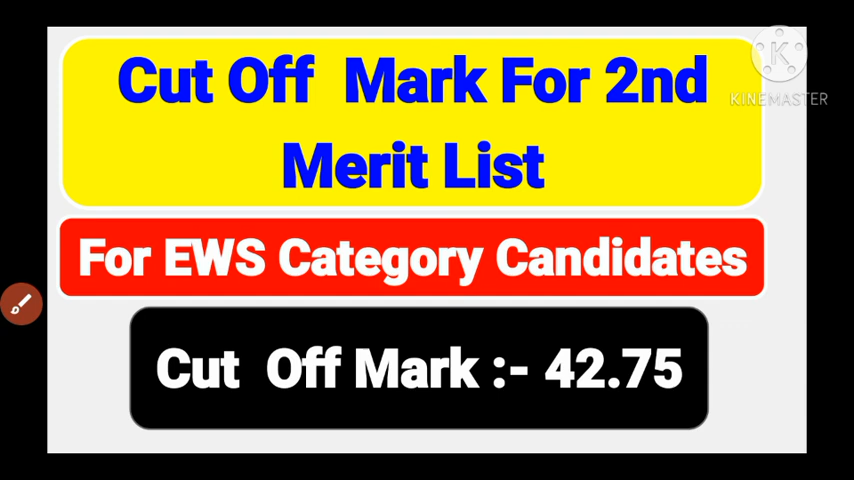 Cut Off Mark For 2nd
Merit List
For EWS Category Candidates
Cut Off Mark :- 42.75
K
KINEMASTER